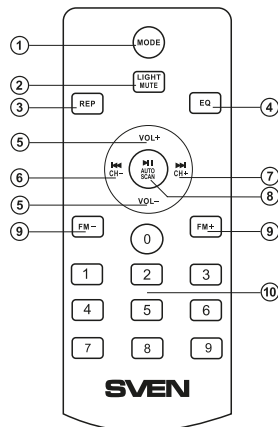 ① MODE
② LIGHT MUTE
③ REP EQ ④
⑤ VOL+
⑥ CH− AUTO SCAN CH+ ⑦
⑧
⑤ VOL−
⑨ FM− FM+ ⑨
0
1 2 3
⑩
4 5 6
7 8 9
SVEN